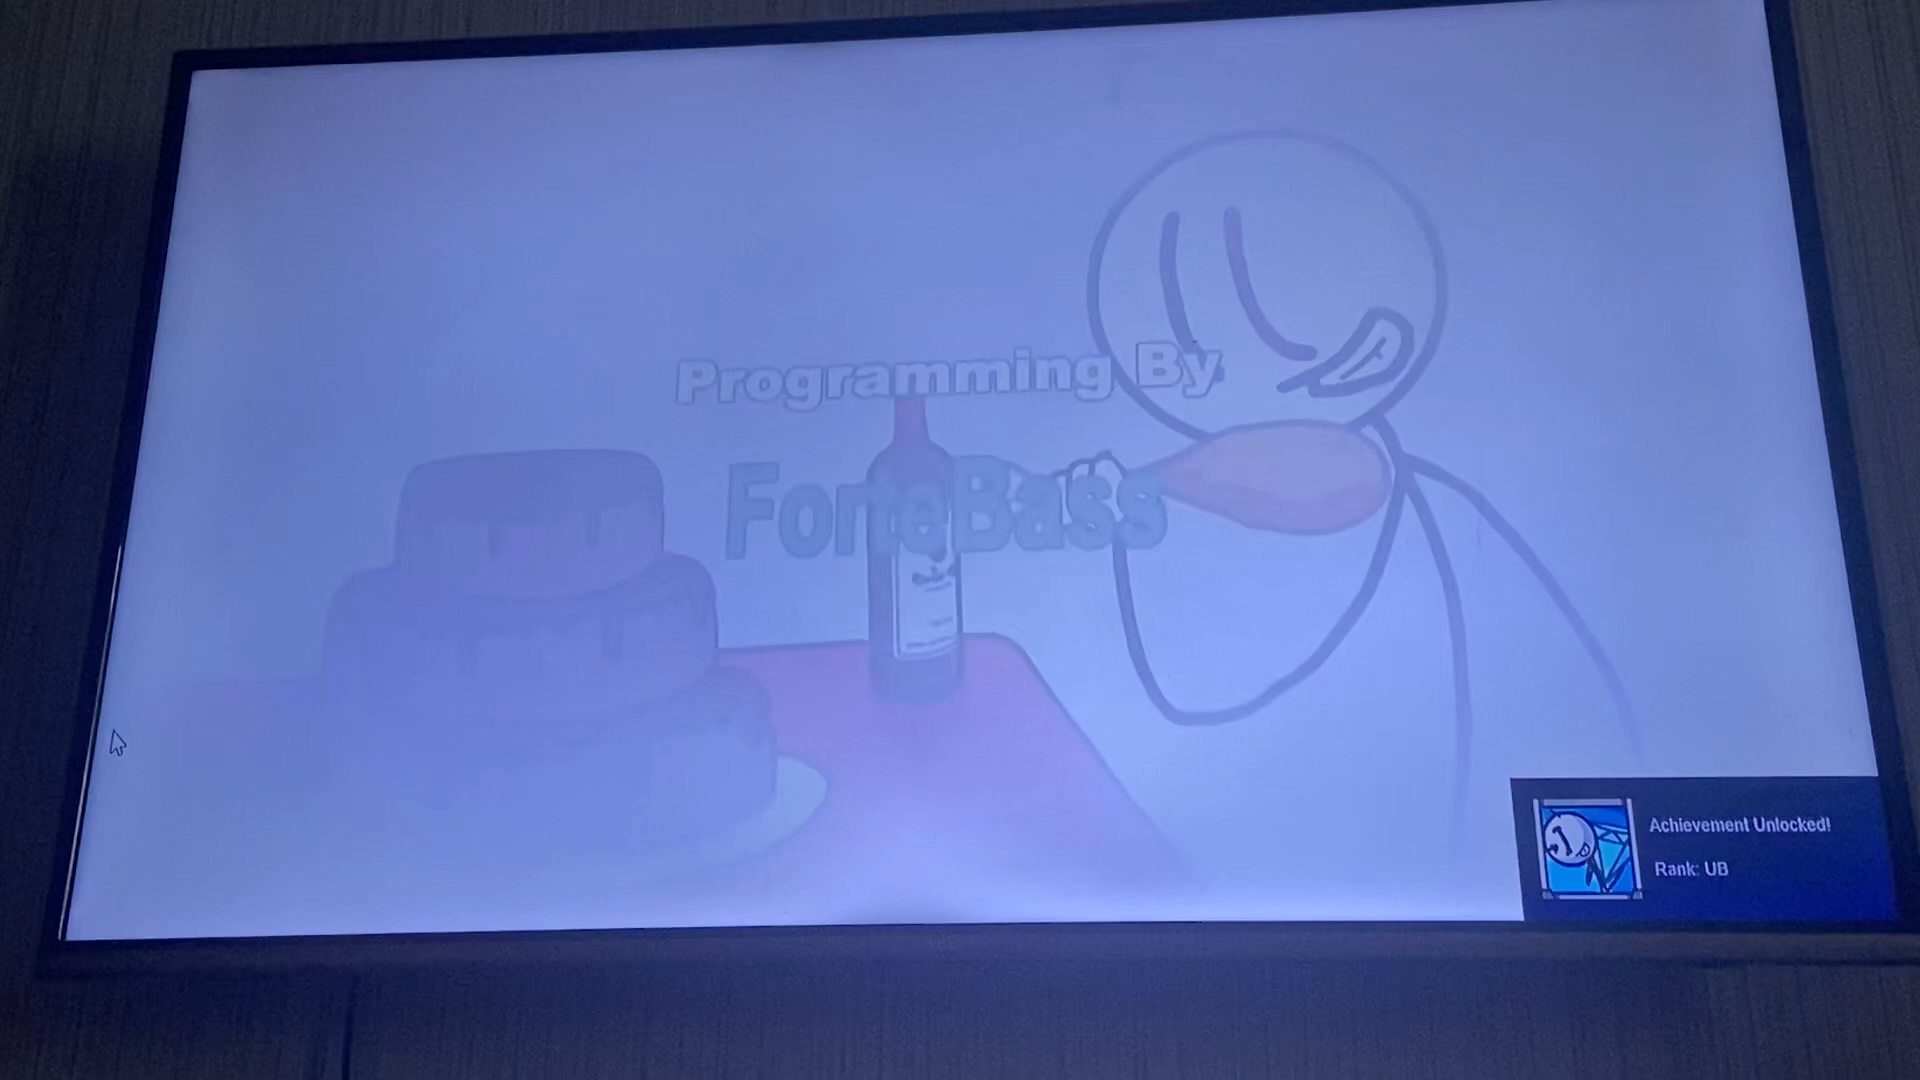 Programming By
ForteBass
Achievement Unlocked!
Rank: UB